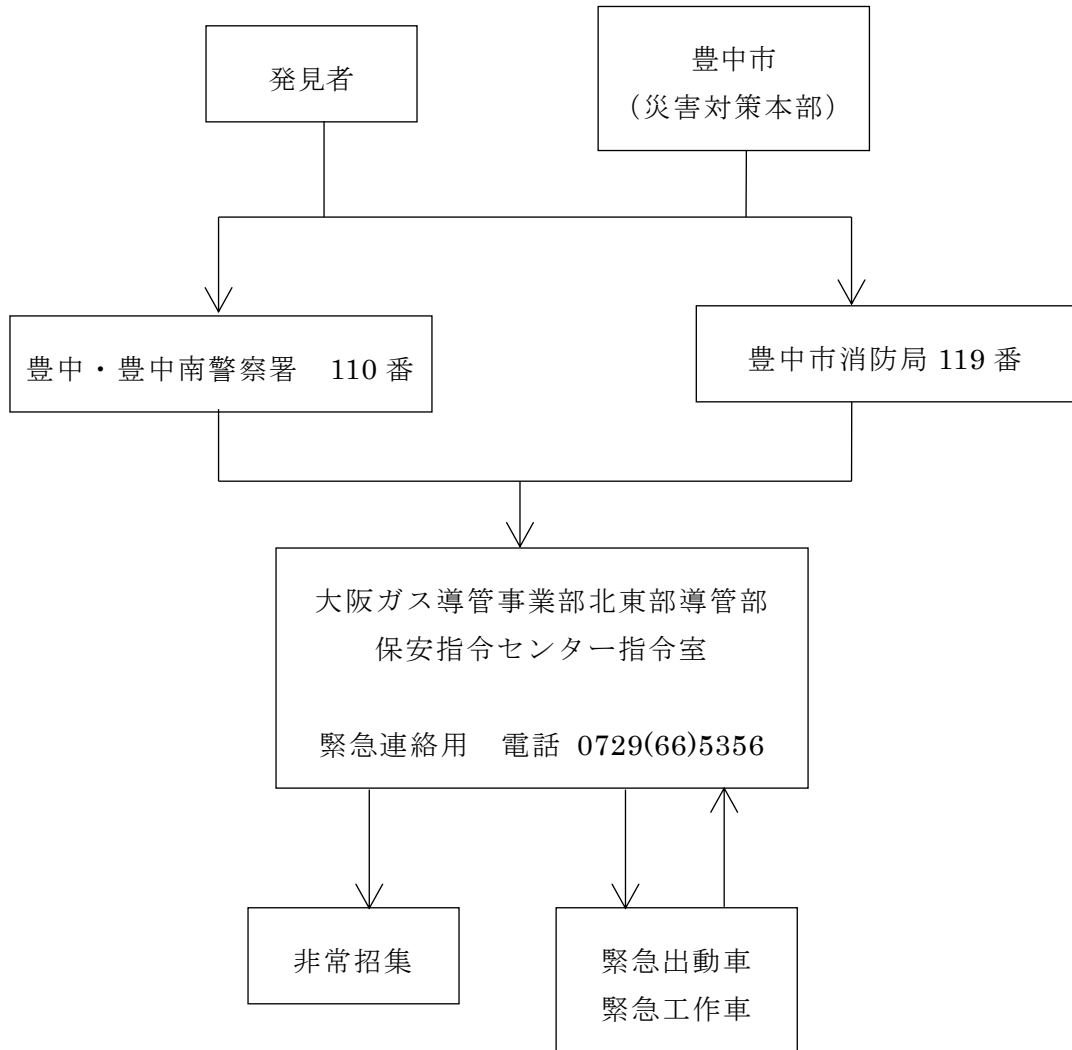 発見者
豊中市
（災害対策本部）
豊中・豊中南警察署　110 番
豊中市消防局 119 番
大阪ガス導管事業部北東部導管部
保安指令センター指令室
緊急連絡用　電話 0729(66)5356
非常招集
緊急出動車
緊急工作車